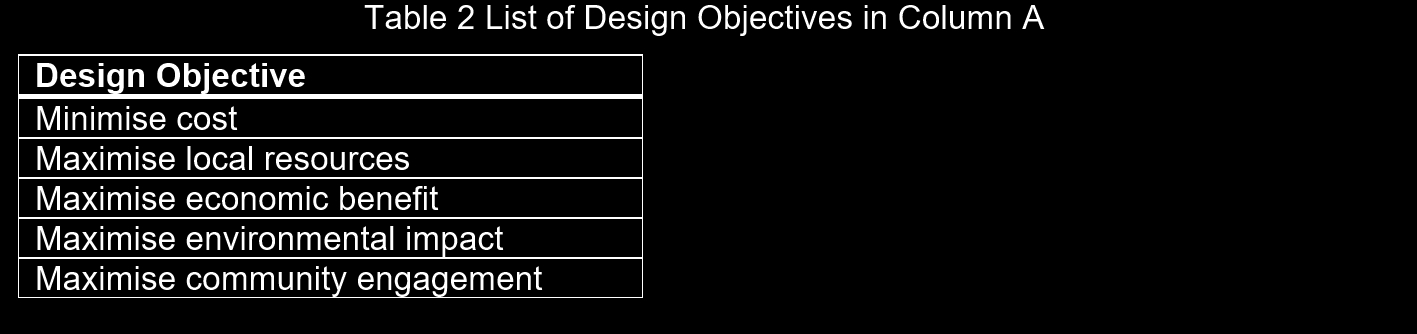 Table 2 List of Design Objectives in Column A
Design Objective
Minimise cost
Maximise local resources
Maximise economic benefit
Maximise environmental impact
Maximise community engagement